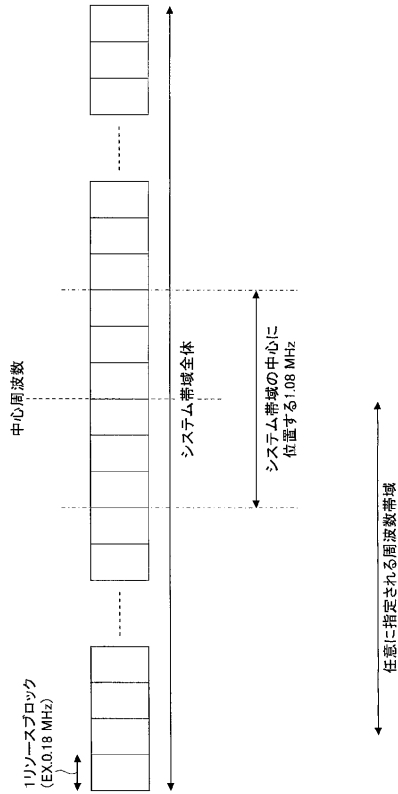 中心周波数
1リソースブロック
(EX.0.18 MHz)
システム帯域全体
システム帯域の中心に
位置する1.08 MHz
任意に指定される周波数帯域